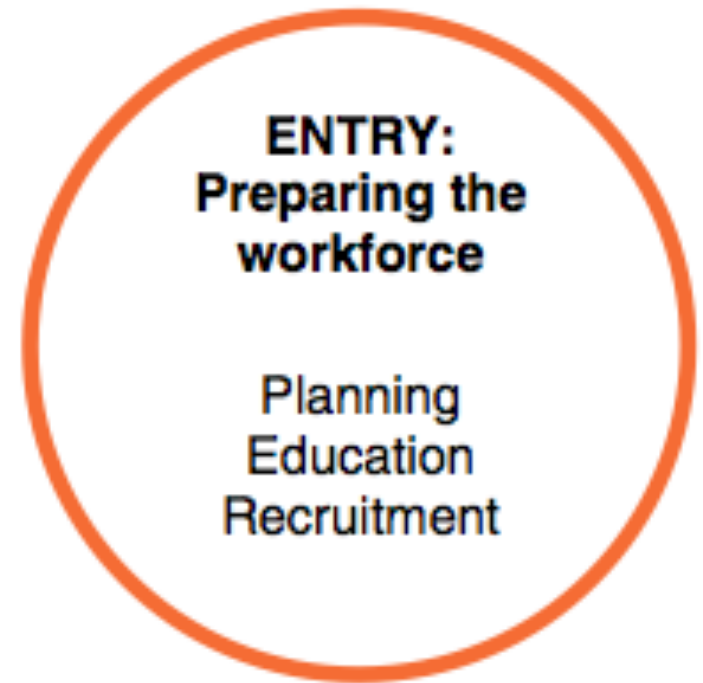 ENTRY:
Preparing the
workforce
Planning
Education
Recruitment